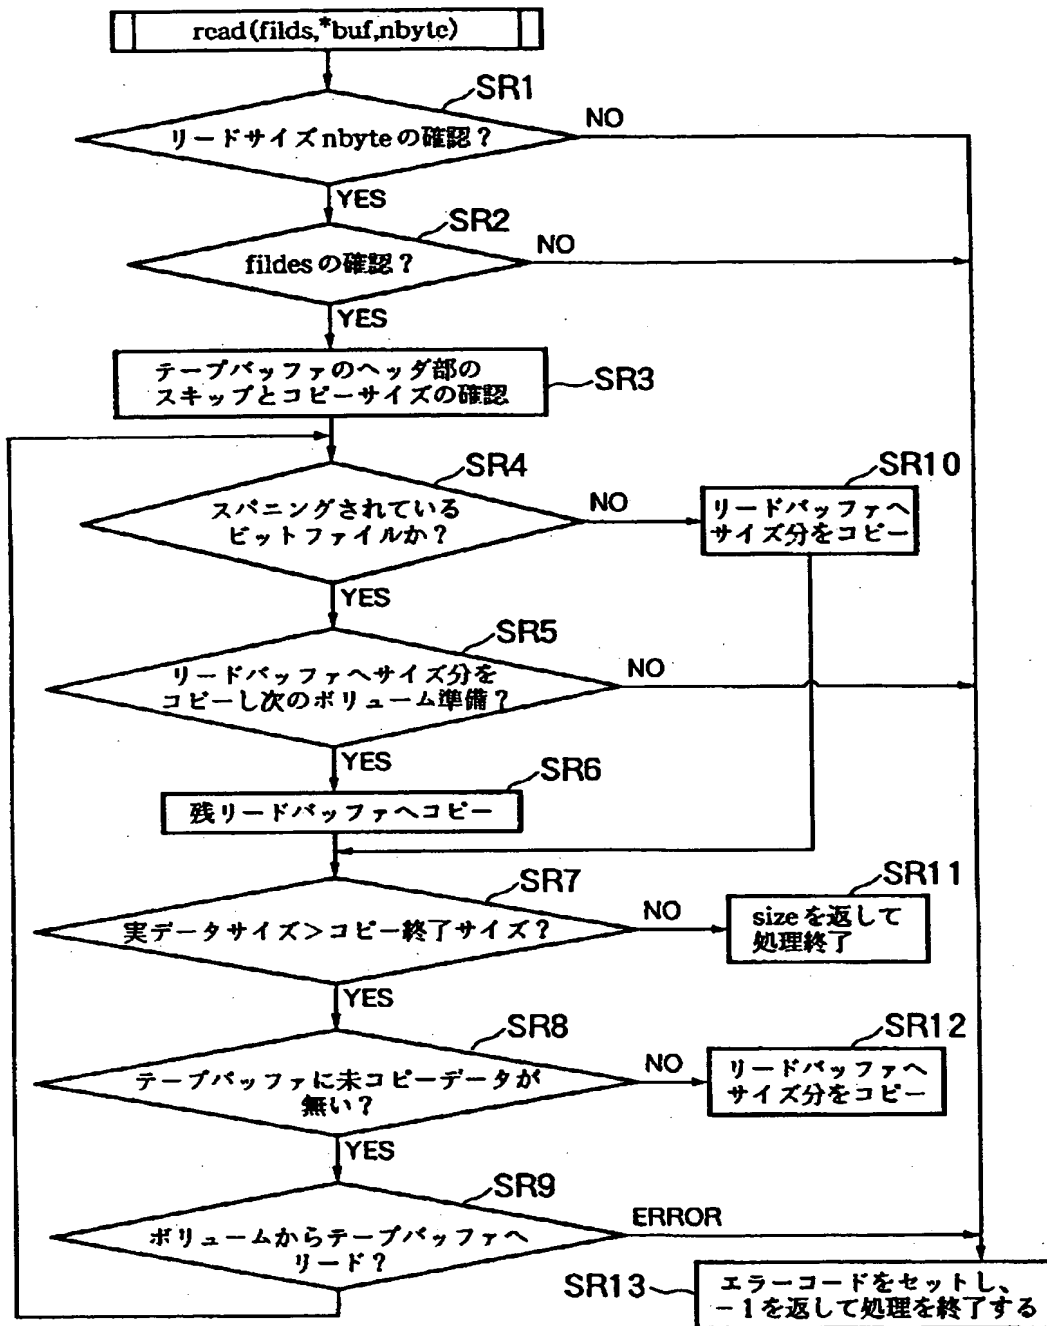 read(filds,*buf,nbyte)
SR1
リードサイズnbyteの確認?
NO
YES
SR2
fildesの確認?
NO
YES
テープバッファのヘッダ部の
スキップとコピーサイズの確認
SR3
SR4
スパニングされている
ビットファイルか?
NO
SR10
リードバッファへ
サイズ分をコピー
YES
SR5
リードバッファへサイズ分を
コピーし次のボリューム準備?
NO
YES
SR6
残リードバッファへコピー
SR7
実データサイズ>コピー終了サイズ?
NO
SR11
sizeを返して
処理終了
YES
SR8
テープバッファに未コピーデータが
無い?
NO
SR12
リードバッファへ
サイズ分をコピー
YES
SR9
ボリュームからテープバッファへ
リード?
ERROR
SR13
エラーコードをセットし、
-1を返して処理を終了する